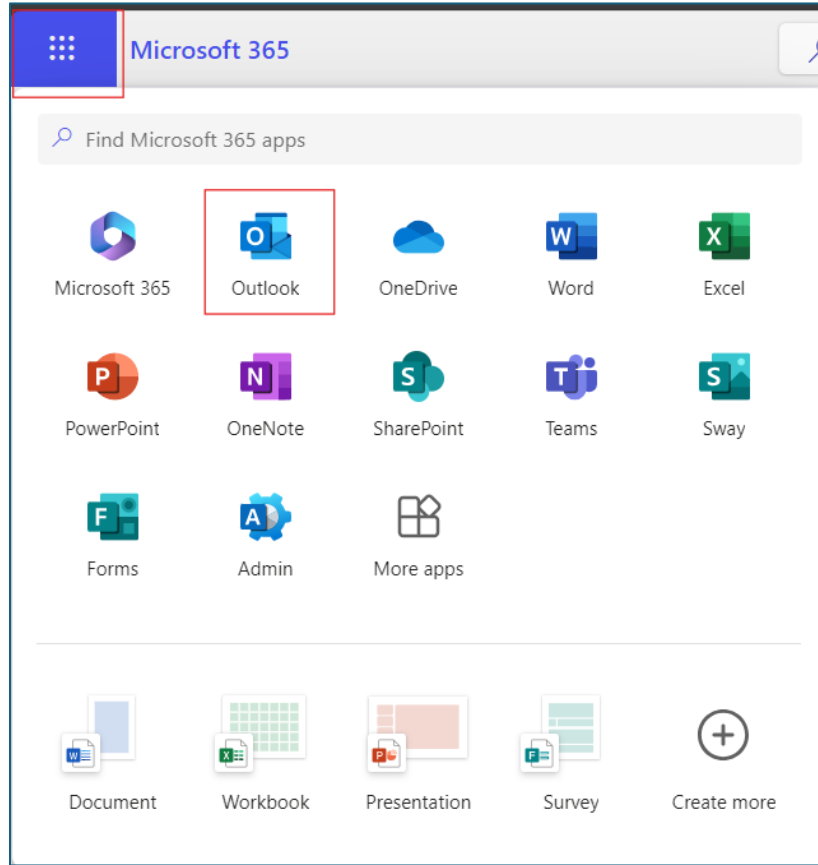 Microsoft 365
Find Microsoft 365 apps
Microsoft 365 Outlook OneDrive Word Excel
PowerPoint OneNote SharePoint Teams Sway
Forms Admin More apps
Document Workbook Presentation Survey Create more